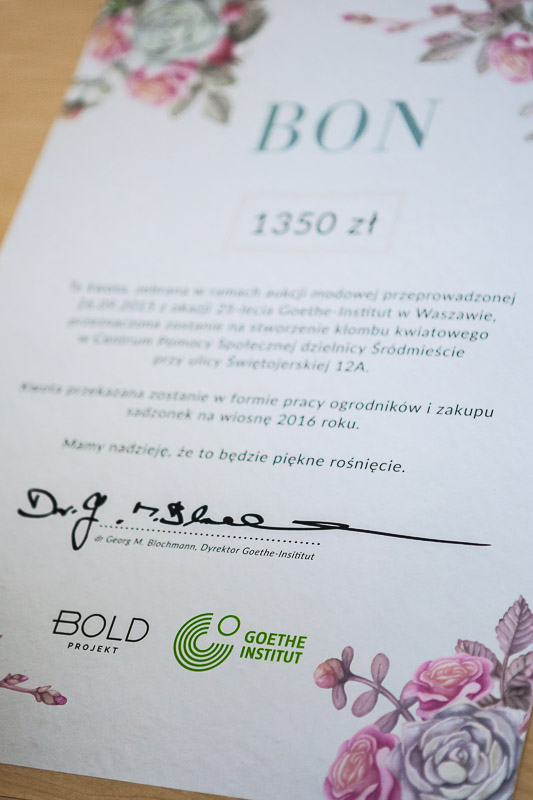 BON
1350 zł
Ta kwota, zebrana w ramach aukcji modowej przeprowadzonej
26.09.2015 z okazji 25-lecia Goethe-Institut w Waszawie,
przeznaczona zostanie na stworzenie klombu kwiatowego
w Centrum Pomocy Społecznej dzielnicy Śródmieście
przy ulicy Świętojerskiej 12A.
Kwota przekazana zostanie w formie pracy ogrodników i zakupu
sadzonek na wiosnę 2016 roku.
Mamy nadzieję, że to będzie piękne rośnięcie.
dr Georg M. Blochmann, Dyrektor Goethe-Insititut
BOLD
PROJEKT
GOETHE
INSTITUT